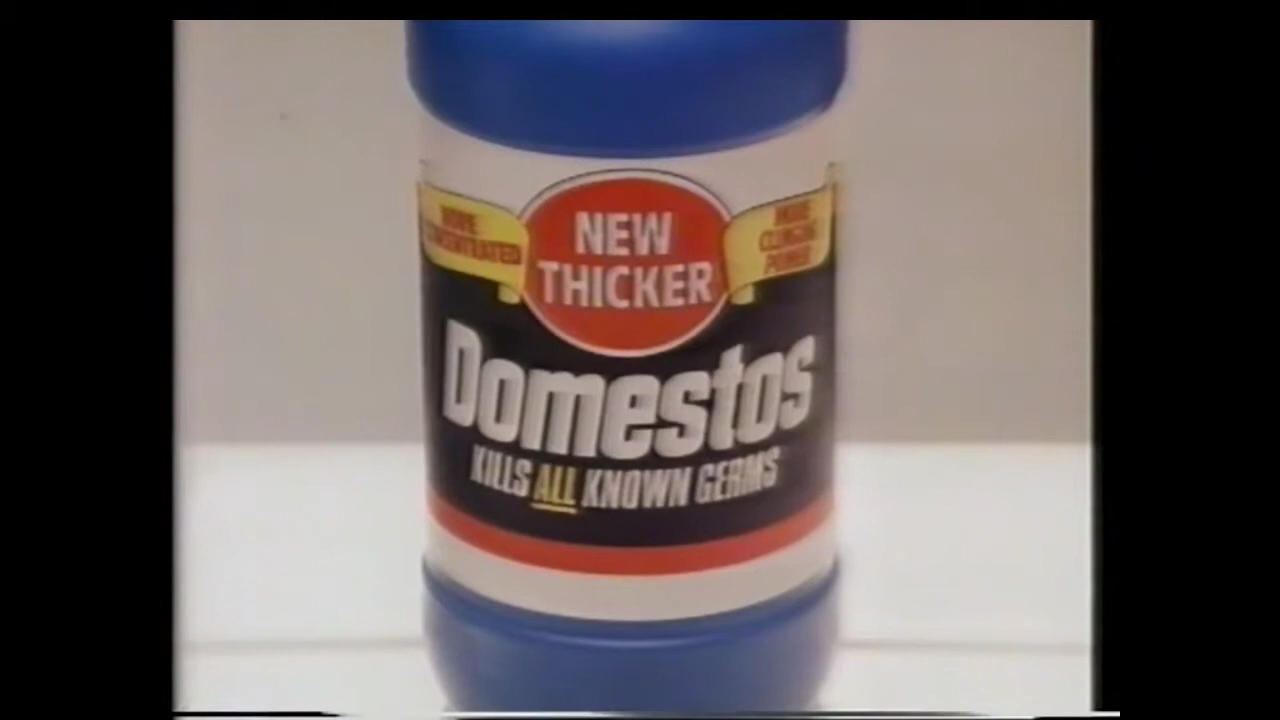 NEW
THICKER
MORE
CONCENTRATED
MORE
CLINGING
POWER
Domestos
KILLS ALL KNOWN GERMS